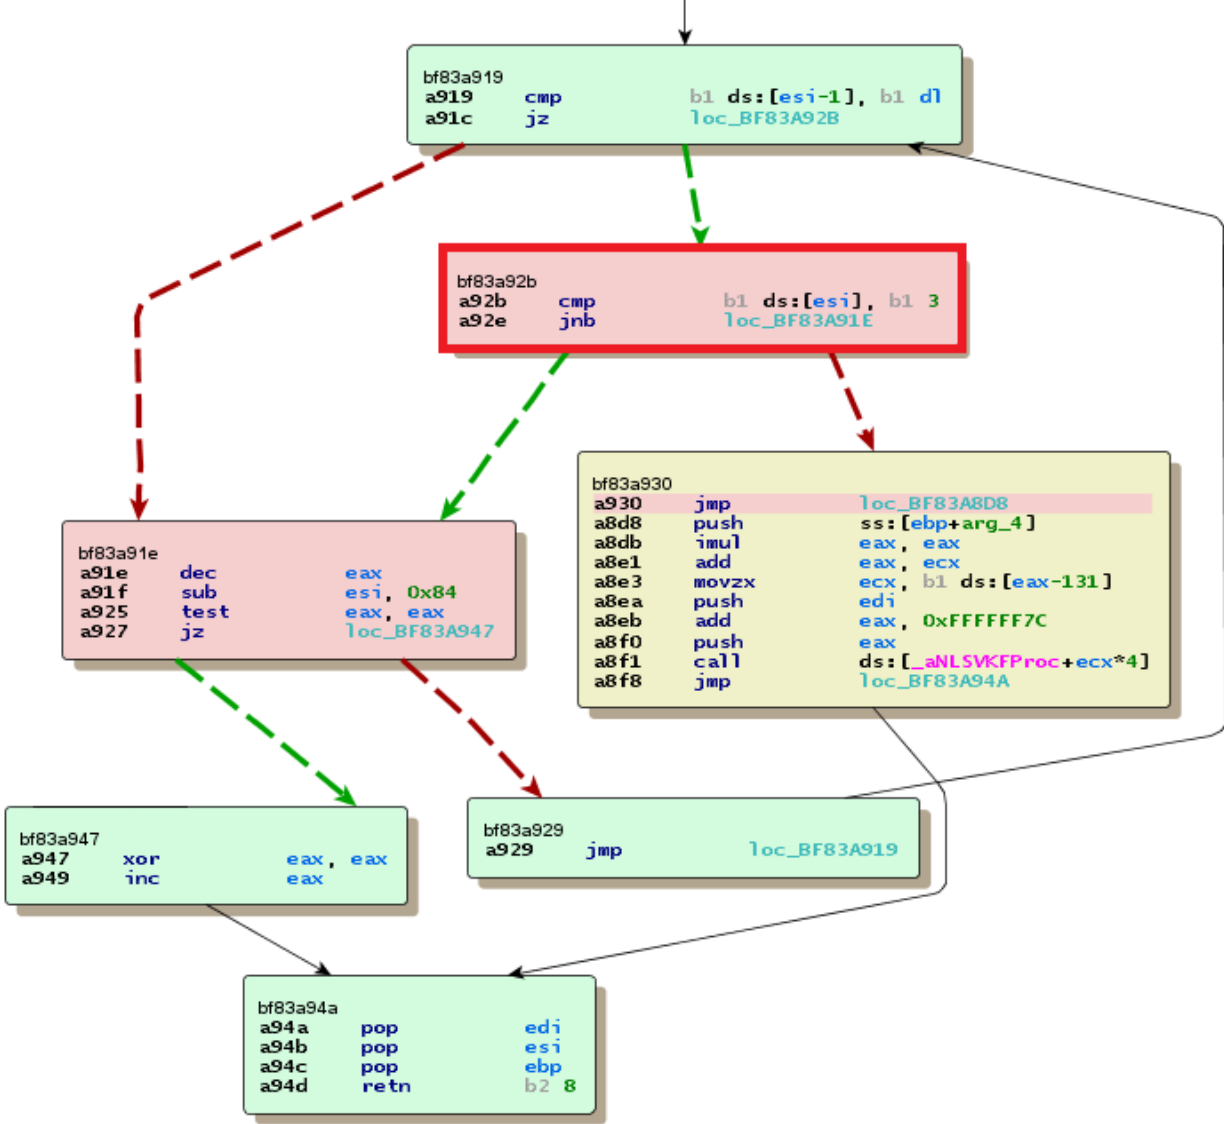 bf83a919
a919 cmp b1 ds:[esi-1], b1 dl
a91c jz loc_BF83A92B
bf83a92b
a92b cmp b1 ds:[esi], b1 3
a92e jnb loc_BF83A91E
bf83a930
a930 jmp loc_BF83A8D8
a8d8 push ss:[ebp+arg_4]
a8db imul eax, eax
a8e1 add eax, ecx
a8e3 movzx ecx, b1 ds:[eax-131]
a8ea push edi
a8eb add eax, 0xFFFFFF7C
a8f0 push eax
a8f1 call ds:[_aNLSVKFProc+ecx*4]
a8f8 jmp loc_BF83A94A
bf83a91e
a91e dec eax
a91f sub esi, 0x84
a925 test eax, eax
a927 jz loc_BF83A947
bf83a947
a947 xor eax, eax
a949 inc eax
bf83a929
a929 jmp loc_BF83A919
bf83a94a
a94a pop edi
a94b pop esi
a94c pop ebp
a94d retn b2 8